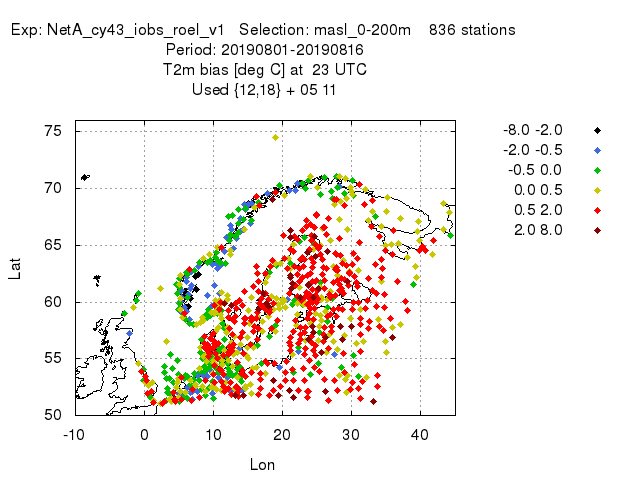 Exp: NetA_cy43_iobs_roel_v1 Selection: masl_0-200m 836 stations
Period: 20190801-20190816
T2m bias [deg C] at 23 UTC
Used {12,18} + 05 11
75
70
65
60
55
50
Lat
-10 0 10 20 30 40
Lon
-8.0 -2.0
-2.0 -0.5
-0.5 0.0
0.0 0.5
0.5 2.0
2.0 8.0